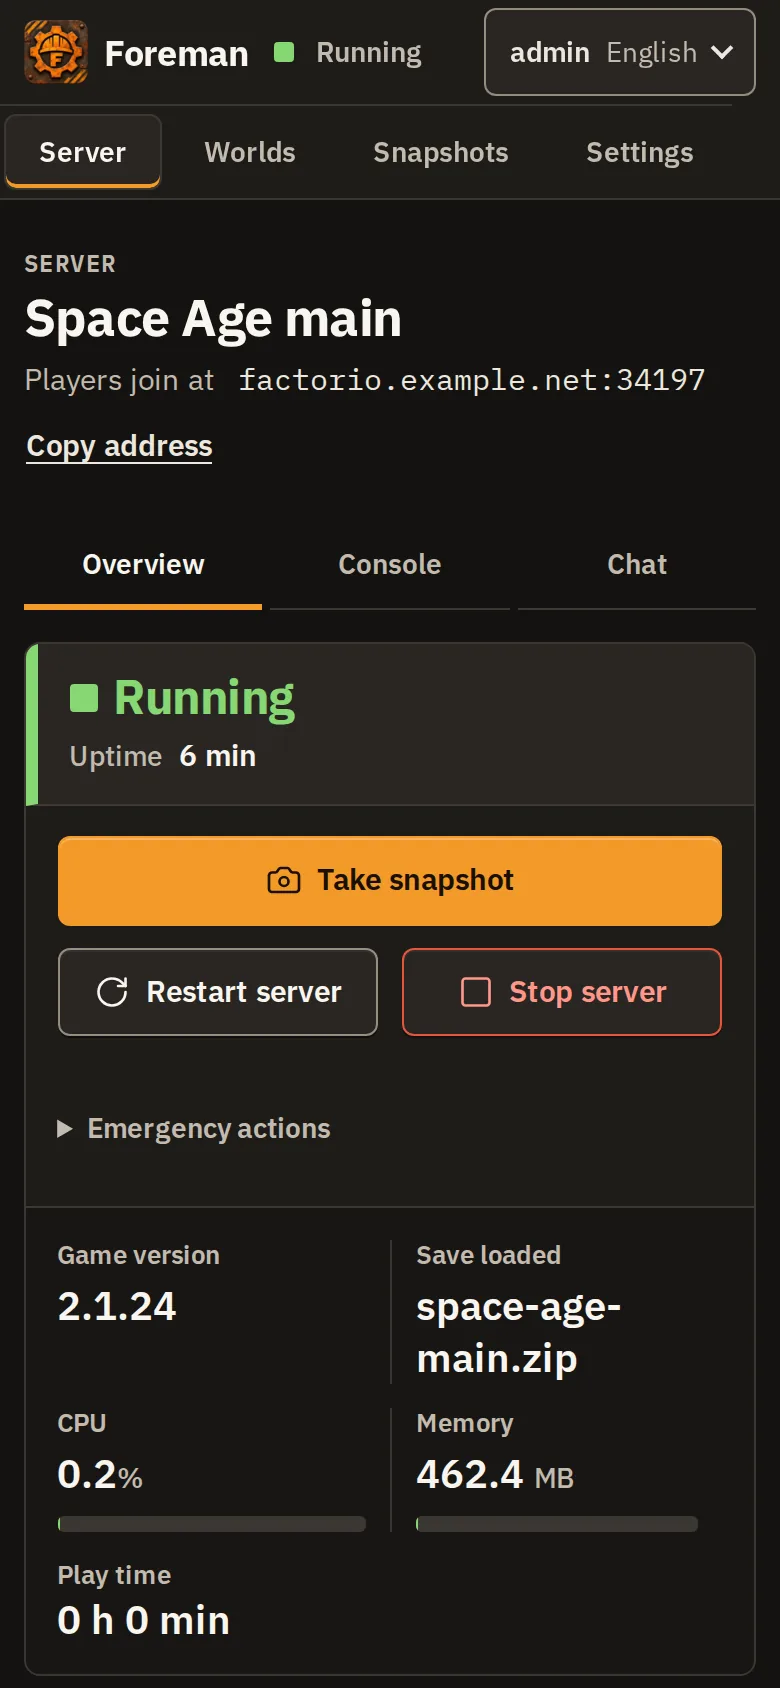 Foreman Running admin English
Server Worlds Snapshots Settings
SERVER
Space Age main
Players join at factorio.example.net:34197
Copy address
Overview Console Chat
Running
Uptime 6 min
Take snapshot
Restart server Stop server
Emergency actions
Game version Save loaded
2.1.24 space-age-
main.zip
CPU Memory
0.2% 462.4 MB
Play time
0 h 0 min